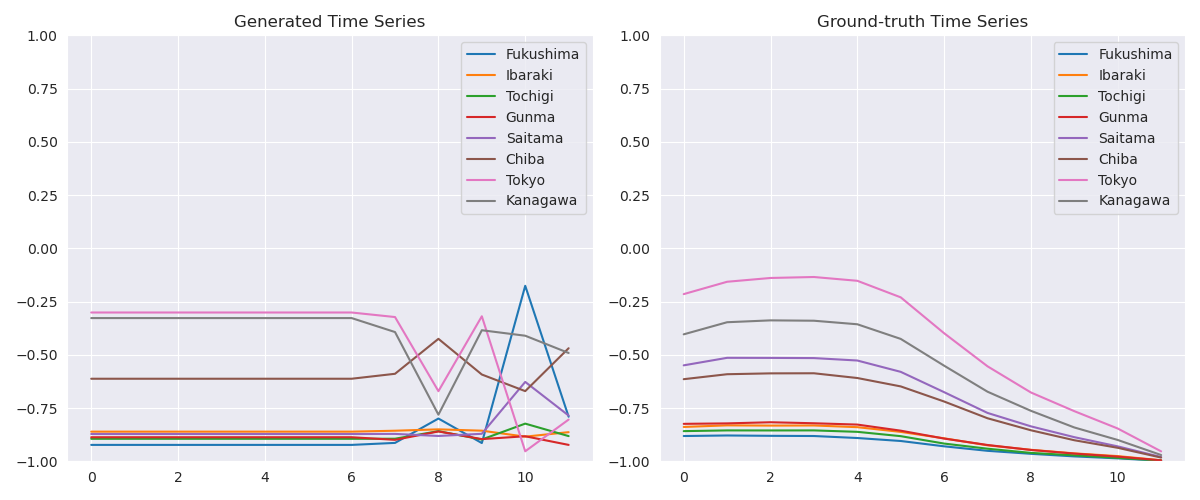 Generated Time Series
1.00
0.75
0.50
0.25
0.00
−0.25
−0.50
−0.75
−1.00
0 2 4 6 8 10
Fukushima
Ibaraki
Tochigi
Gunma
Saitama
Chiba
Tokyo
Kanagawa
Ground-truth Time Series
1.00
0.75
0.50
0.25
0.00
−0.25
−0.50
−0.75
−1.00
0 2 4 6 8 10
Fukushima
Ibaraki
Tochigi
Gunma
Saitama
Chiba
Tokyo
Kanagawa